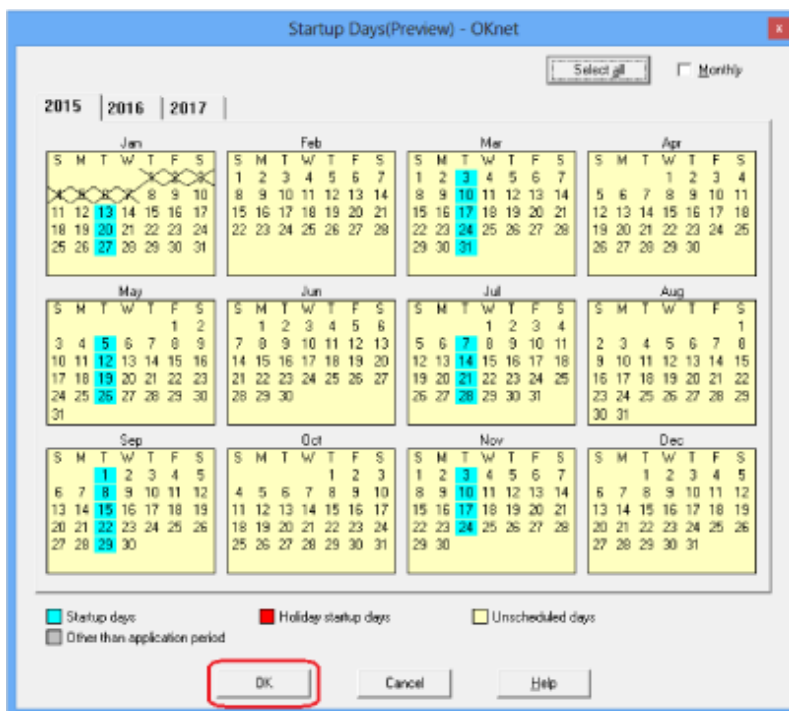 Startup Days(Preview) - OKnet
x
Select all
Monthly
2015 2016 2017
Jan
S M T W T F S
1 2 3
4 5 6 7 8 9 10
11 12 13 14 15 16 17
18 19 20 21 22 23 24
25 26 27 28 29 30 31
Feb
S M T W T F S
1 2 3 4 5 6 7
8 9 10 11 12 13 14
15 16 17 18 19 20 21
22 23 24 25 26 27 28
Mar
S M T W T F S
1 2 3 4 5 6 7
8 9 10 11 12 13 14
15 16 17 18 19 20 21
22 23 24 25 26 27 28
29 30 31
Apr
S M T W T F S
1 2 3 4
5 6 7 8 9 10 11
12 13 14 15 16 17 18
19 20 21 22 23 24 25
26 27 28 29 30
May
S M T W T F S
1 2
3 4 5 6 7 8 9
10 11 12 13 14 15 16
17 18 19 20 21 22 23
24 25 26 27 28 29 30
31
Jun
S M T W T F S
1 2 3 4 5 6
7 8 9 10 11 12 13
14 15 16 17 18 19 20
21 22 23 24 25 26 27
28 29 30
Jul
S M T W T F S
1 2 3 4
5 6 7 8 9 10 11
12 13 14 15 16 17 18
19 20 21 22 23 24 25
26 27 28 29 30 31
Aug
S M T W T F S
1
2 3 4 5 6 7 8
9 10 11 12 13 14 15
16 17 18 19 20 21 22
23 24 25 26 27 28 29
30 31
Sep
S M T W T F S
1 2 3 4 5
6 7 8 9 10 11 12
13 14 15 16 17 18 19
20 21 22 23 24 25 26
27 28 29 30
Oct
S M T W T F S
1 2 3
4 5 6 7 8 9 10
11 12 13 14 15 16 17
18 19 20 21 22 23 24
25 26 27 28 29 30 31
Nov
S M T W T F S
1 2 3 4 5 6 7
8 9 10 11 12 13 14
15 16 17 18 19 20 21
22 23 24 25 26 27 28
29 30
Dec
S M T W T F S
1 2 3 4 5
6 7 8 9 10 11 12
13 14 15 16 17 18 19
20 21 22 23 24 25 26
27 28 29 30 31
Startup days
Holiday startup days
Unscheduled days
Other than application period
OK
Cancel
Help